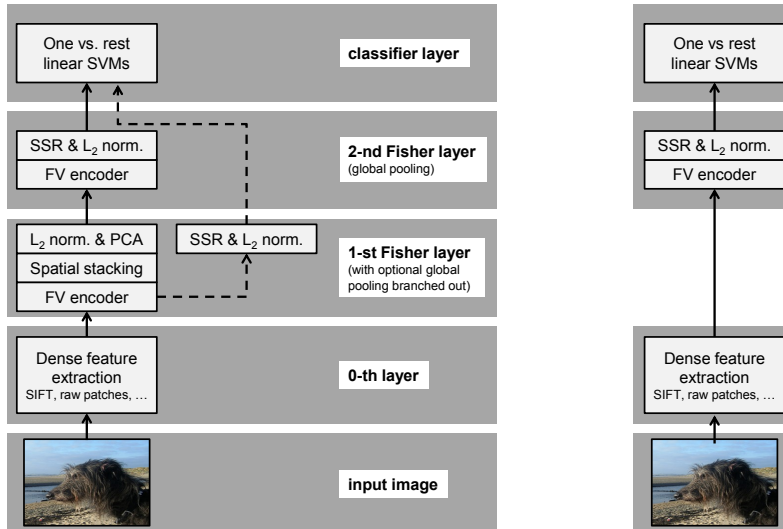 One vs. rest
linear SVMs
classifier layer
SSR & L₂ norm.
FV encoder
2-nd Fisher layer
(global pooling)
L₂ norm. & PCA
Spatial stacking
FV encoder
SSR & L₂ norm.
1-st Fisher layer
(with optional global
pooling branched out)
Dense feature
extraction
SIFT, raw patches, …
0-th layer
input image
One vs. rest
linear SVMs
SSR & L₂ norm.
FV encoder
Dense feature
extraction
SIFT, raw patches, …